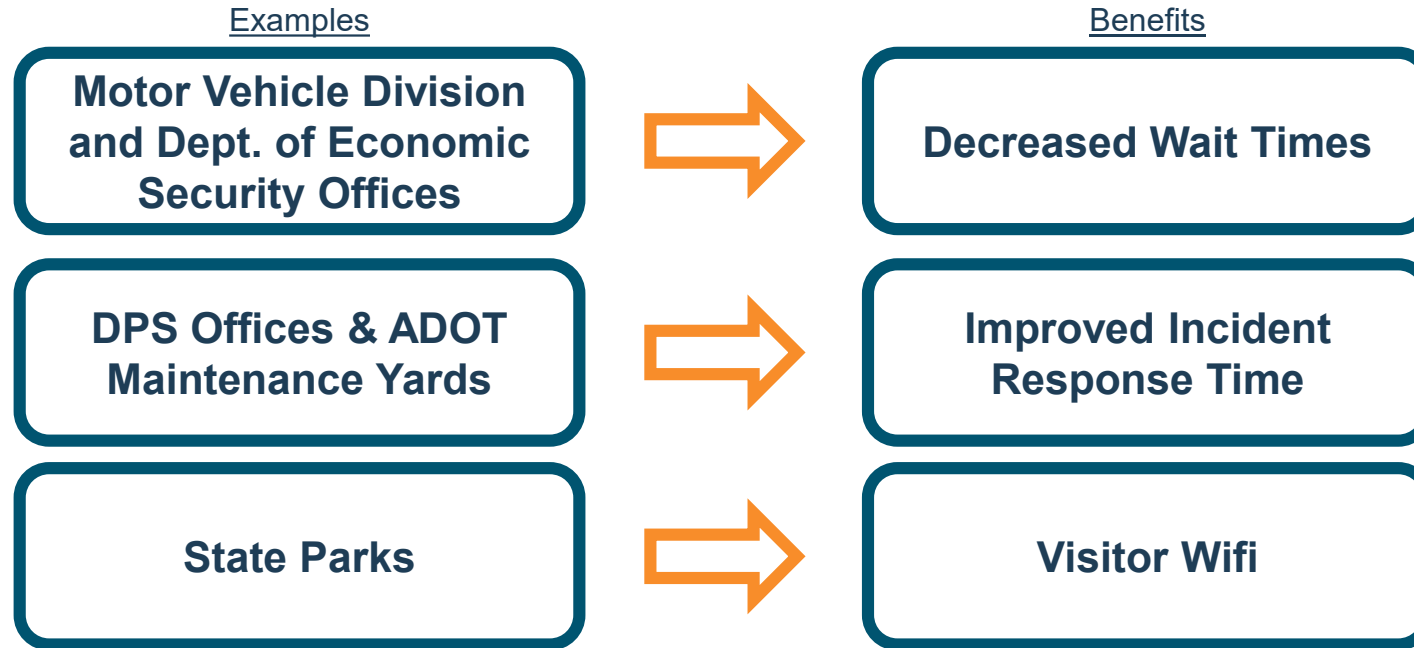 Examples
Benefits
Motor Vehicle Division
and Dept. of Economic
Security Offices
Decreased Wait Times
DPS Offices & ADOT
Maintenance Yards
Improved Incident
Response Time
State Parks
Visitor Wifi